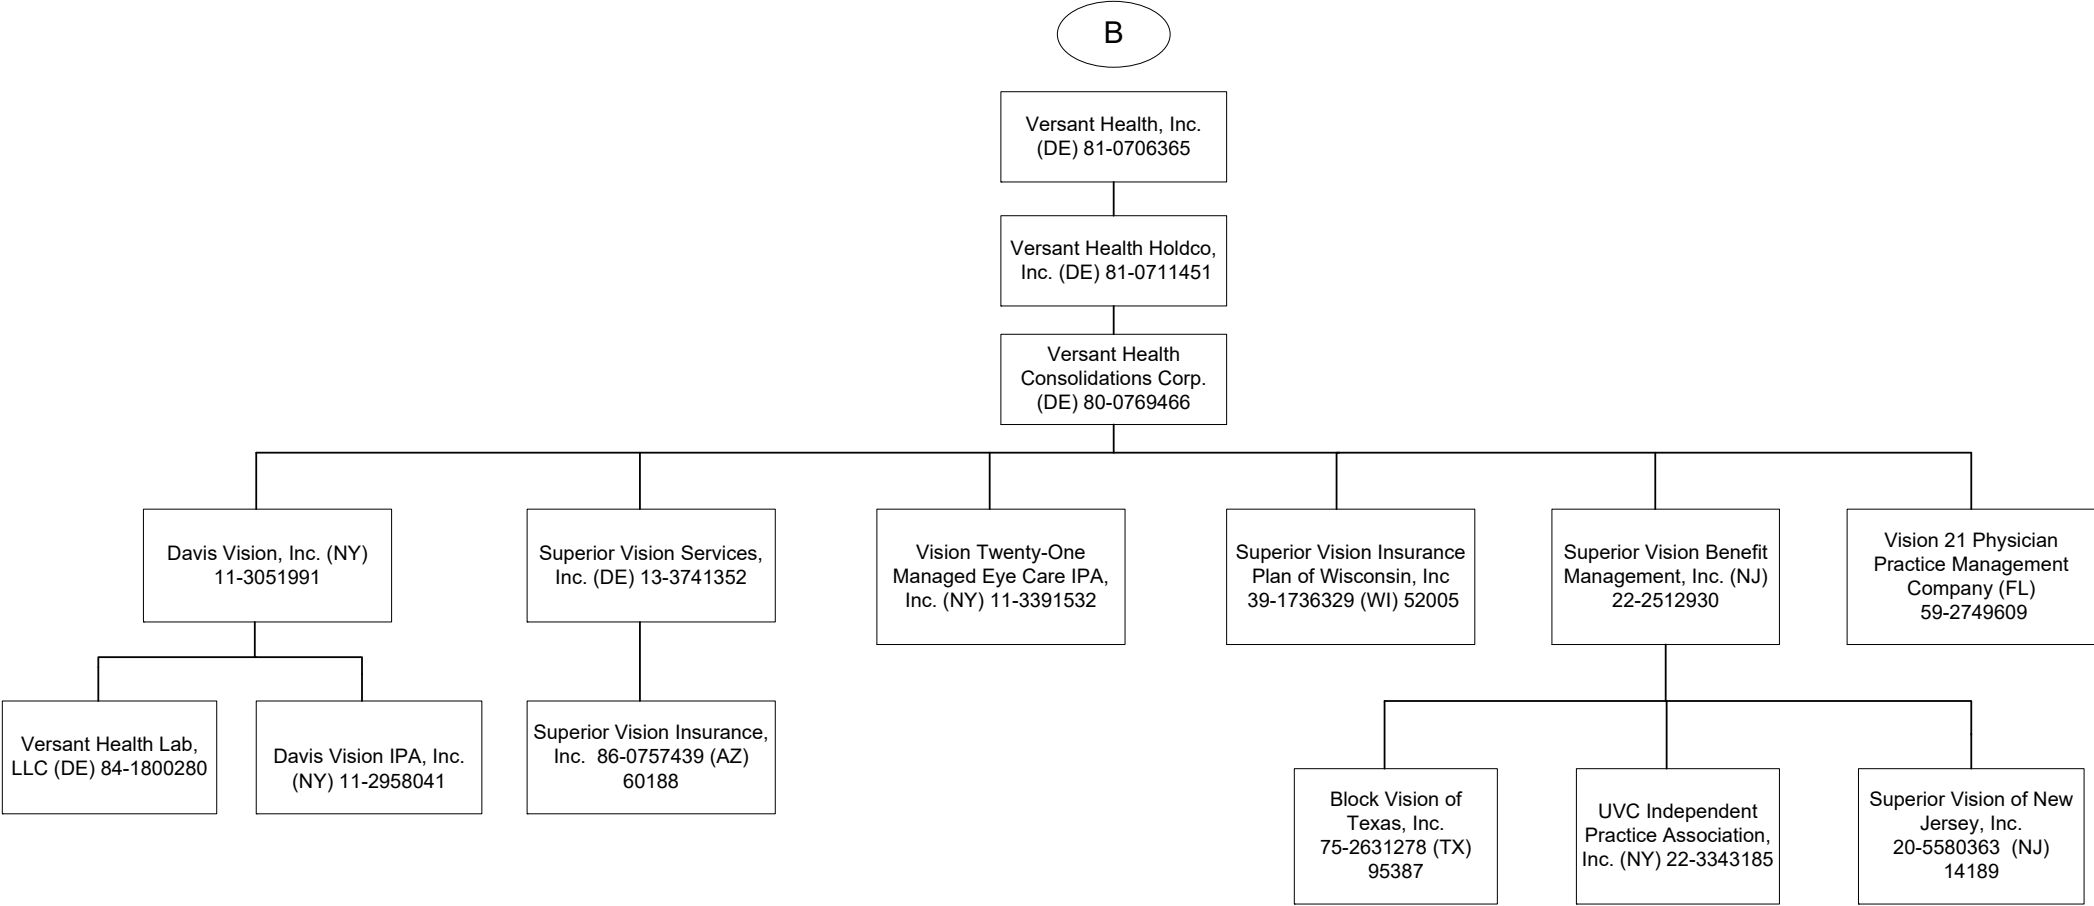 B
Versant Health, Inc.
(DE) 81-0706365
Versant Health Holdco,
Inc. (DE) 81-0711451
Versant Health
Consolidations Corp.
(DE) 80-0769466
Davis Vision, Inc. (NY)
11-3051991
Superior Vision Services,
Inc. (DE) 13-3741352
Vision Twenty-One
Managed Eye Care IPA,
Inc. (NY) 11-3391532
Superior Vision Insurance
Plan of Wisconsin, Inc
39-1736329 (WI) 52005
Superior Vision Benefit
Management, Inc. (NJ)
22-2512930
Vision 21 Physician
Practice Management
Company (FL)
59-2749609
Versant Health Lab,
LLC (DE) 84-1800280
Davis Vision IPA, Inc.
(NY) 11-2958041
Superior Vision Insurance,
Inc.  86-0757439 (AZ)
60188
Block Vision of
Texas, Inc.
75-2631278 (TX)
95387
UVC Independent
Practice Association,
Inc. (NY) 22-3343185
Superior Vision of New
Jersey, Inc.
20-5580363  (NJ)
14189